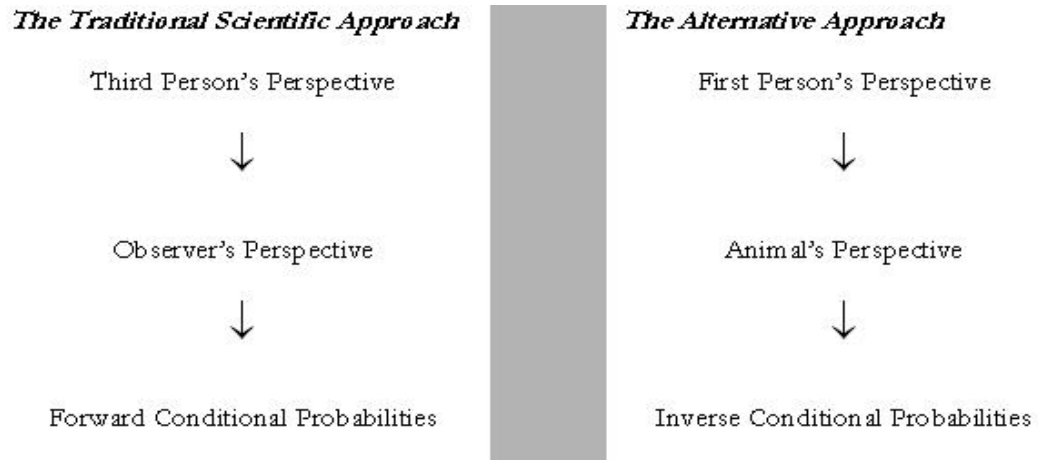 The Traditional Scientific Approach
Third Person's Perspective
Observer's Perspective
Forward Conditional Probabilities
The Alternative Approach
First Person's Perspective
Animal's Perspective
Inverse Conditional Probabilities